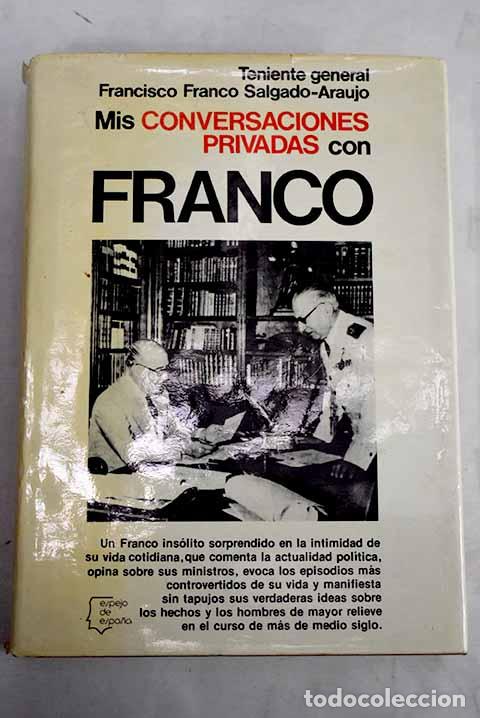 Teniente general
Francisco Franco Salgado-Araujo
Mis CONVERSACIONES
PRIVADAS con
FRANCO
Un Franco insólito sorprendido en la intimidad de
su vida cotidiana, que comenta la actualidad política,
opina sobre sus ministros, evoca los episodios más
controvertidos de su vida y manifiesta
sin tapujos sus verdaderas ideas sobre
los hechos y los hombres de mayor relieve
en el curso de más de medio siglo.
espejo
de
españa
todocoleccion